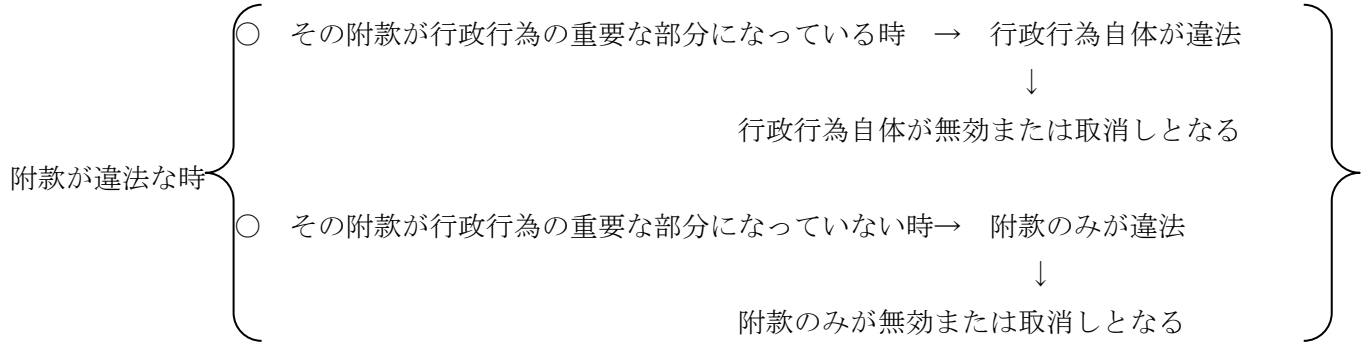 ○　その附款が行政行為の重要な部分になっている時　→　行政行為自体が違法
↓
行政行為自体が無効または取消しとなる
附款が違法な時
○　その附款が行政行為の重要な部分になっていない時→　附款のみが違法
↓
附款のみが無効または取消しとなる